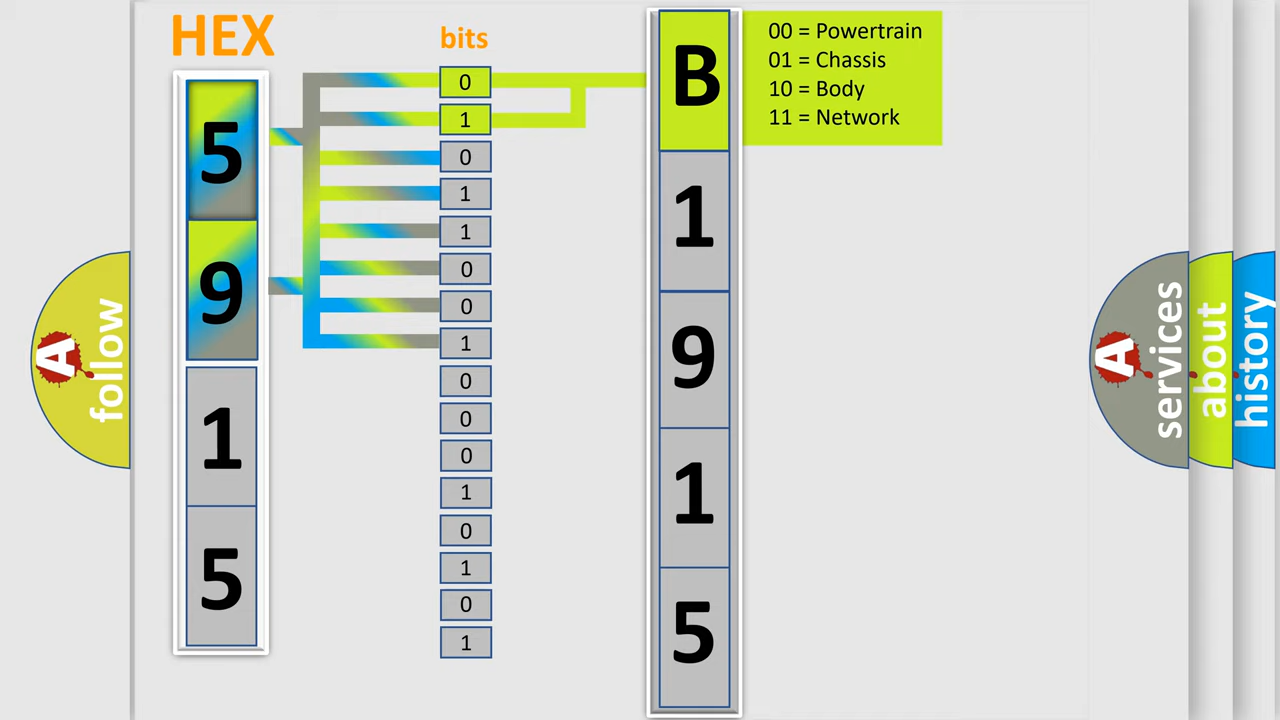 HEX
bits
5
9
1
5
0
1
0
1
1
0
0
1
0
0
0
1
0
1
0
1
B
1
9
1
5
00 = Powertrain
01 = Chassis
10 = Body
11 = Network
A
follow
A
services
about
history